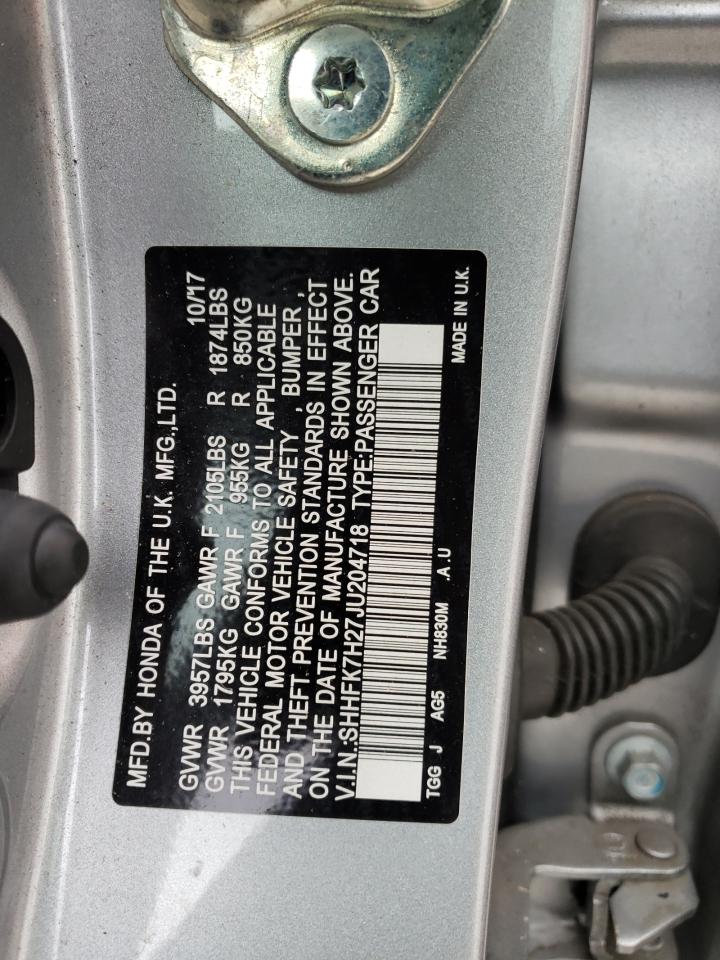 MFD.BY HONDA OF THE U.K. MFG.,LTD.
10/17
GVWR 3957LBS GAWR F 2105LBS R 1874LBS
GVWR 1795KG GAWR F 955KG R 850KG
THIS VEHICLE CONFORMS TO ALL APPLICABLE
FEDERAL MOTOR VEHICLE SAFETY , BUMPER ,
AND THEFT PREVENTION STANDARDS IN EFFECT
ON THE DATE OF MANUFACTURE SHOWN ABOVE.
V.I.N.:SHHFK7H27JU204718 TYPE:PASSENGER CAR
TGG J AG5 NH830M .A.U MADE IN U.K.